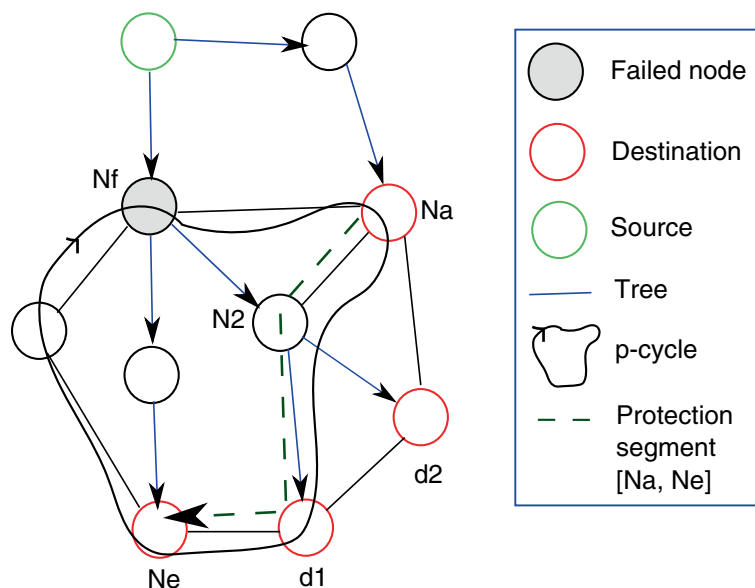 Nf
Na
N2
d2
Ne
d1
Failed node
Destination
Source
Tree
p-cycle
Protection
segment
[Na, Ne]